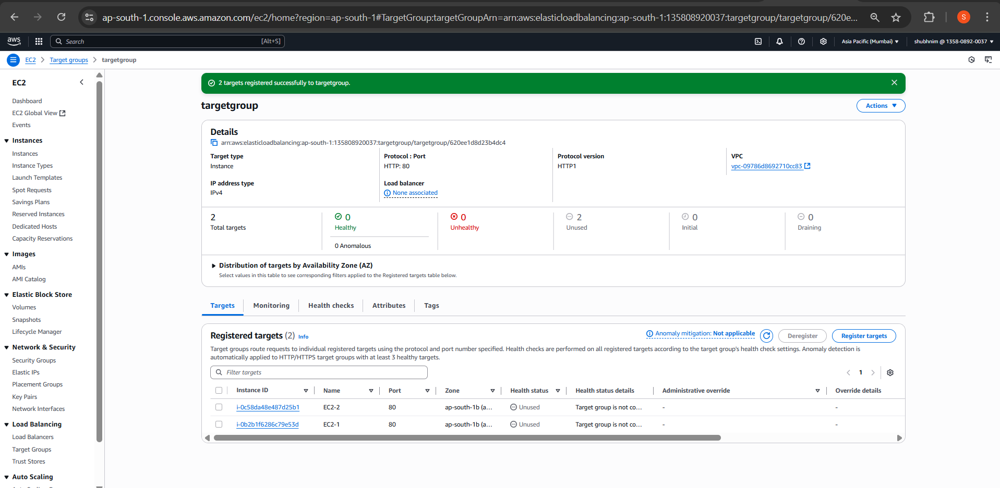 ap-south-1.console.aws.amazon.com/ec2/home?region=ap-south-1#TargetGroup:targetGroupArn=arn:aws:elasticloadbalancing:ap-south-1:135808920037:targetgroup/targetgroup/620e...
S
aws
Search
[Alt+S]
Asia Pacific (Mumbai)
shubhnim @ 1358-0892-0037
EC2
Target groups
targetgroup
EC2
Dashboard
EC2 Global View
Events
Instances
Instances
Instance Types
Launch Templates
Spot Requests
Savings Plans
Reserved Instances
Dedicated Hosts
Capacity Reservations
Images
AMIs
AMI Catalog
Elastic Block Store
Volumes
Snapshots
Lifecycle Manager
Network & Security
Security Groups
Elastic IPs
Placement Groups
Key Pairs
Network Interfaces
Load Balancing
Load Balancers
Target Groups
Trust Stores
Auto Scaling
2 targets registered successfully to targetgroup.
targetgroup
Actions
Details
arn:aws:elasticloadbalancing:ap-south-1:135808920037:targetgroup/targetgroup/620ee1d8d23b4dc4
Target type
Instance
Protocol : Port
HTTP: 80
Protocol version
HTTP1
VPC
vpc-09786d8692710cc83
IP address type
IPv4
Load balancer
None associated
2
Total targets
0
Healthy
0 Anomalous
0
Unhealthy
2
Unused
0
Initial
0
Draining
Distribution of targets by Availability Zone (AZ)
Select values in this table to see corresponding filters applied to the Registered targets table below.
Targets
Monitoring
Health checks
Attributes
Tags
Registered targets (2) Info
Anomaly mitigation: Not applicable
Deregister
Register targets
Target groups route requests to individual registered targets using the protocol and port number specified. Health checks are performed on all registered targets according to the target group's health check settings. Anomaly detection is
automatically applied to HTTP/HTTPS target groups with at least 3 healthy targets.
Filter targets
1
Instance ID Name Port Zone Health status Health status details Administrative override Override details
i-0c58da48e487d25b1 EC2-2 80 ap-south-1b (a... Unused Target group is not co... - -
i-0b2b1f6286c79e53d EC2-1 80 ap-south-1b (a... Unused Target group is not co... - -